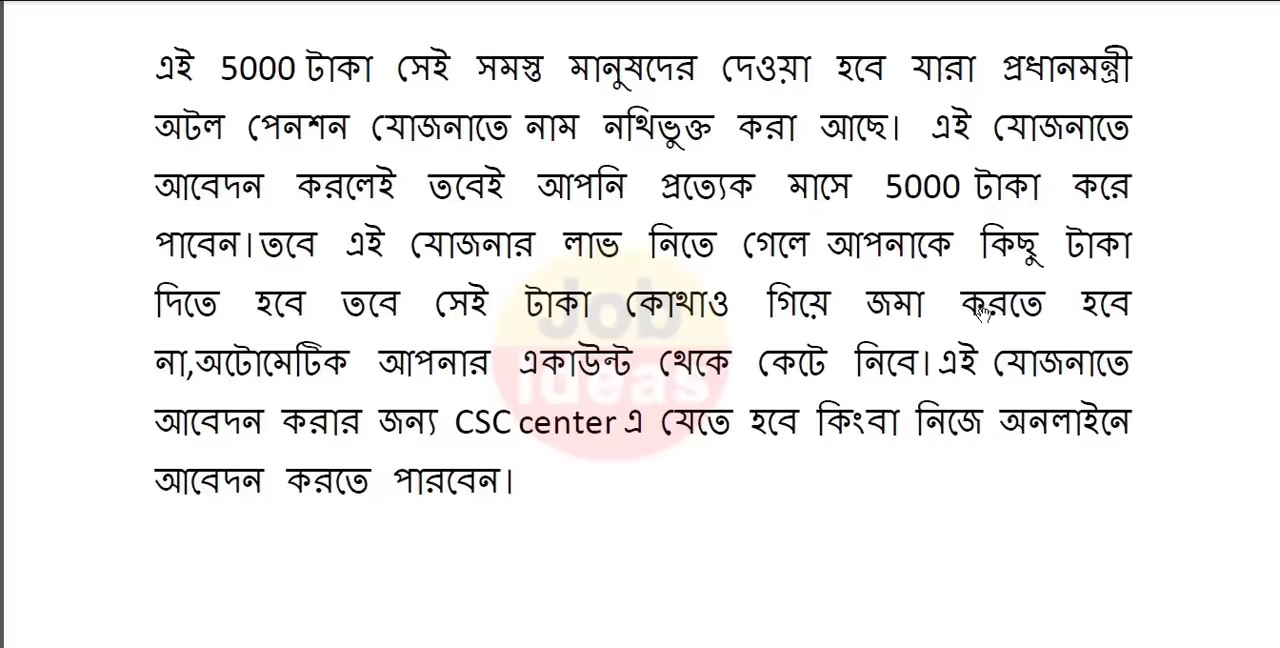 এই 5000 টাকা সেই সমস্ত মানুষদের দেওয়া হবে যারা প্রধানমন্ত্রী
অটল পেনশন যোজনাতে নাম নথিভুক্ত করা আছে। এই যোজনাতে
আবেদন করলেই তবেই আপনি প্রত্যেক মাসে 5000 টাকা করে
পাবেন।তবে এই যোজনার লাভ নিতে গেলে আপনাকে কিছু টাকা
দিতে হবে তবে সেই টাকা কোথাও গিয়ে জমা করতে হবে
না,অটোমেটিক আপনার একাউন্ট থেকে কেটে নিবে।এই যোজনাতে
আবেদন করার জন্য CSC center এ যেতে হবে কিংবা নিজে অনলাইনে
আবেদন করতে পারবেন।
Job
ideas